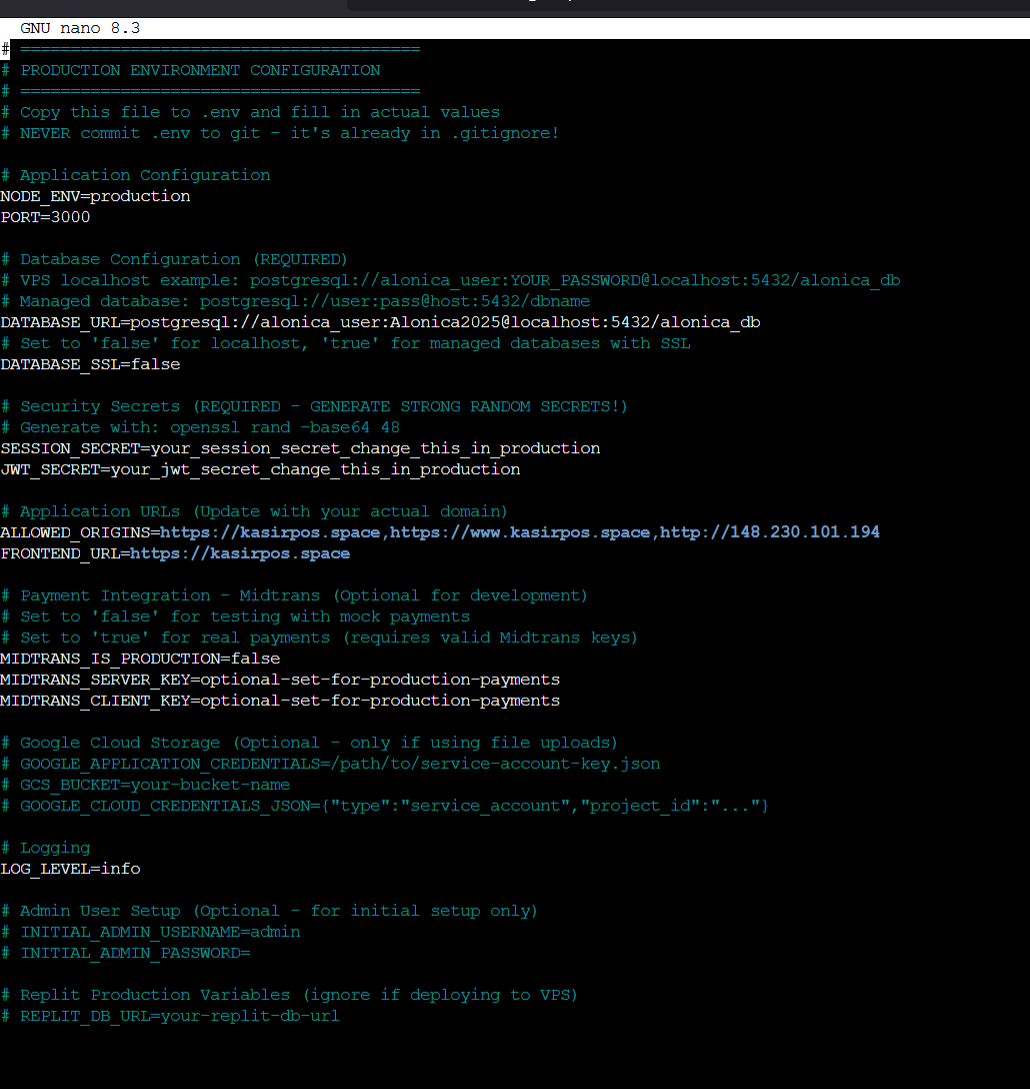 GNU nano 8.3
# ========================================
# PRODUCTION ENVIRONMENT CONFIGURATION
# ========================================
# Copy this file to .env and fill in actual values
# NEVER commit .env to git - it's already in .gitignore!
# Application Configuration
NODE_ENV=production
PORT=3000
# Database Configuration (REQUIRED)
# VPS localhost example: postgresql://alonica_user:YOUR_PASSWORD@localhost:5432/alonica_db
# Managed database: postgresql://user:pass@host:5432/dbname
DATABASE_URL=postgresql://alonica_user:Alonica2025@localhost:5432/alonica_db
# Set to 'false' for localhost, 'true' for managed databases with SSL
DATABASE_SSL=false
# Security Secrets (REQUIRED - GENERATE STRONG RANDOM SECRETS!)
# Generate with: openssl rand -base64 48
SESSION_SECRET=your_session_secret_change_this_in_production
JWT_SECRET=your_jwt_secret_change_this_in_production
# Application URLs (Update with your actual domain)
ALLOWED_ORIGINS=https://kasirpos.space,https://www.kasirpos.space,http://148.230.101.194
FRONTEND_URL=https://kasirpos.space
# Payment Integration - Midtrans (Optional for development)
# Set to 'false' for testing with mock payments
# Set to 'true' for real payments (requires valid Midtrans keys)
MIDTRANS_IS_PRODUCTION=false
MIDTRANS_SERVER_KEY=optional-set-for-production-payments
MIDTRANS_CLIENT_KEY=optional-set-for-production-payments
# Google Cloud Storage (Optional - only if using file uploads)
# GOOGLE_APPLICATION_CREDENTIALS=/path/to/service-account-key.json
# GCS_BUCKET=your-bucket-name
# GOOGLE_CLOUD_CREDENTIALS_JSON={"type":"service_account","project_id":"..."}
# Logging
LOG_LEVEL=info
# Admin User Setup (Optional - for initial setup only)
# INITIAL_ADMIN_USERNAME=admin
# INITIAL_ADMIN_PASSWORD=
# Replit Production Variables (ignore if deploying to VPS)
# REPLIT_DB_URL=your-replit-db-url